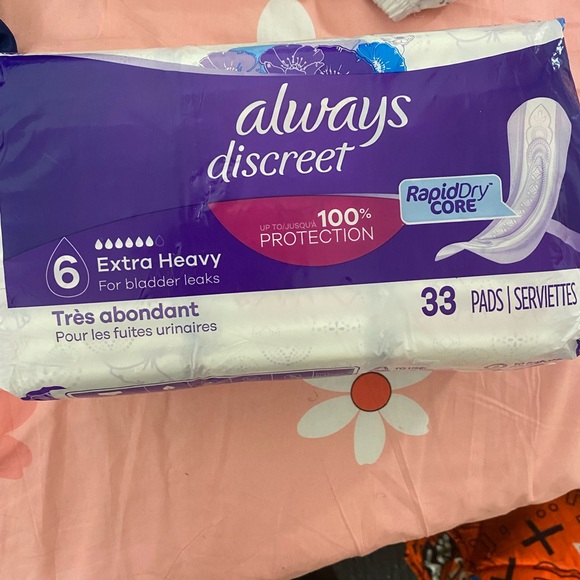 always
discreet
RapidDry™
CORE
UP TO/JUSQU'À 100%
PROTECTION
6
Extra Heavy
For bladder leaks
33 PADS | SERVIETTES
Très abondant
Pour les fuites urinaires